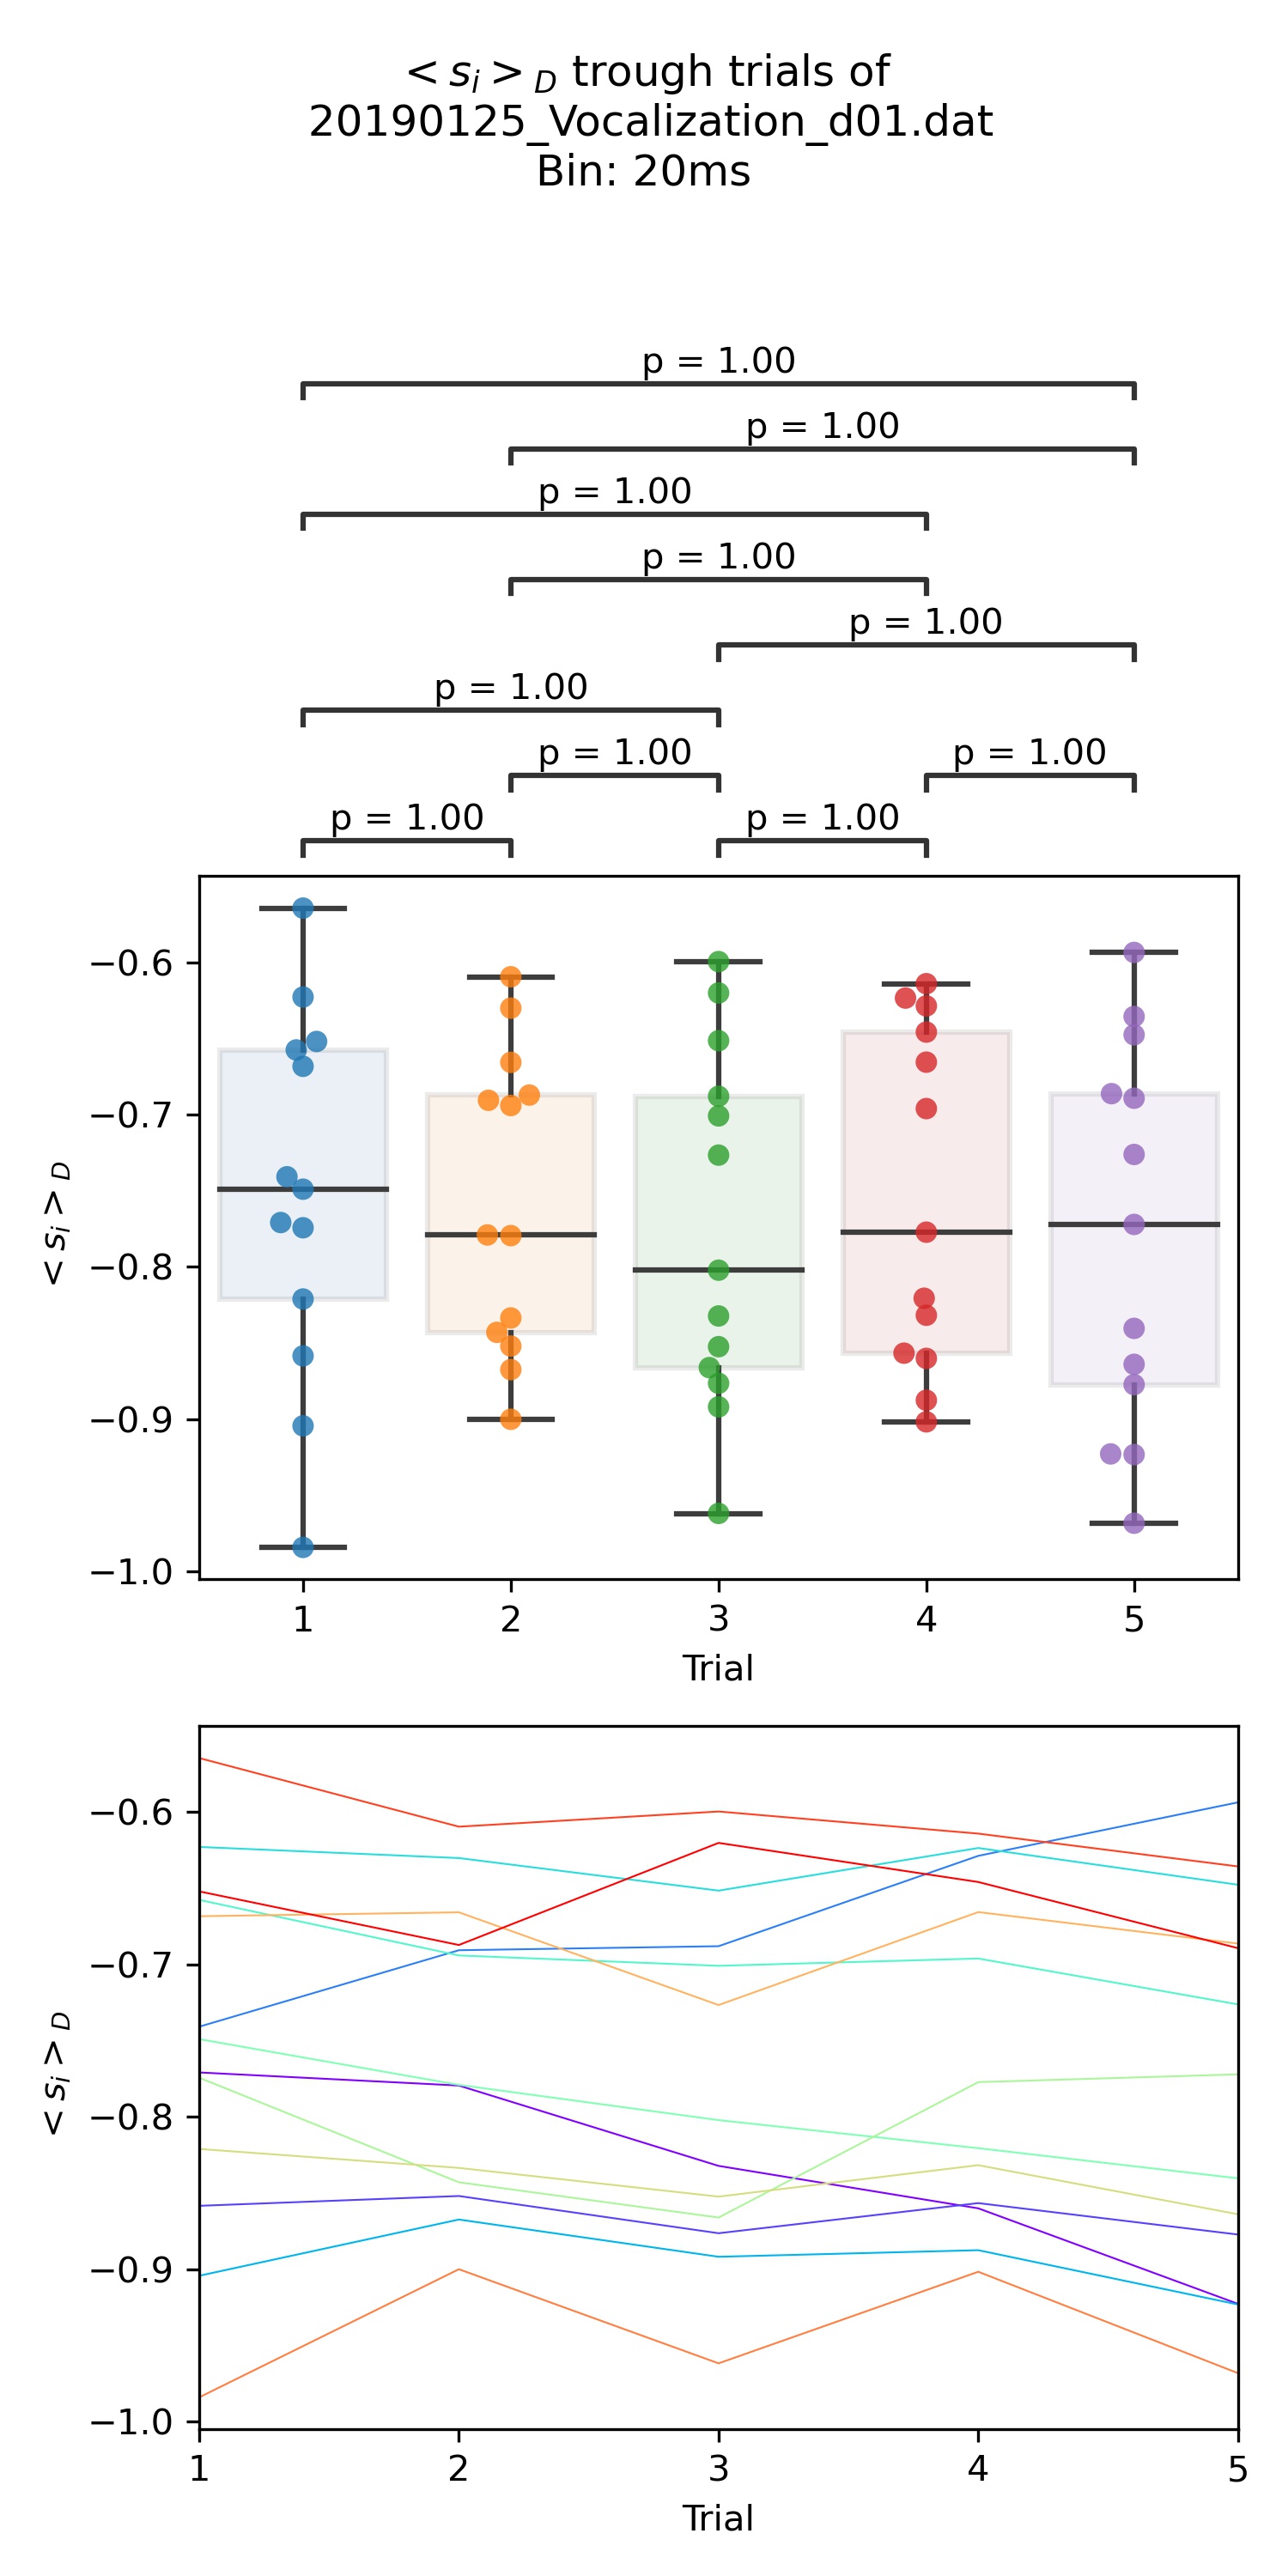 < s_i >_D trough trials of
20190125_Vocalization_d01.dat
Bin: 20ms
p = 1.00
p = 1.00
p = 1.00
p = 1.00
p = 1.00
p = 1.00
p = 1.00 p = 1.00
p = 1.00 p = 1.00
< s_i >_D
−0.6
−0.7
−0.8
−0.9
−1.0
1 2 3 4 5
Trial
< s_i >_D
−0.6
−0.7
−0.8
−0.9
−1.0
1 2 3 4 5
Trial